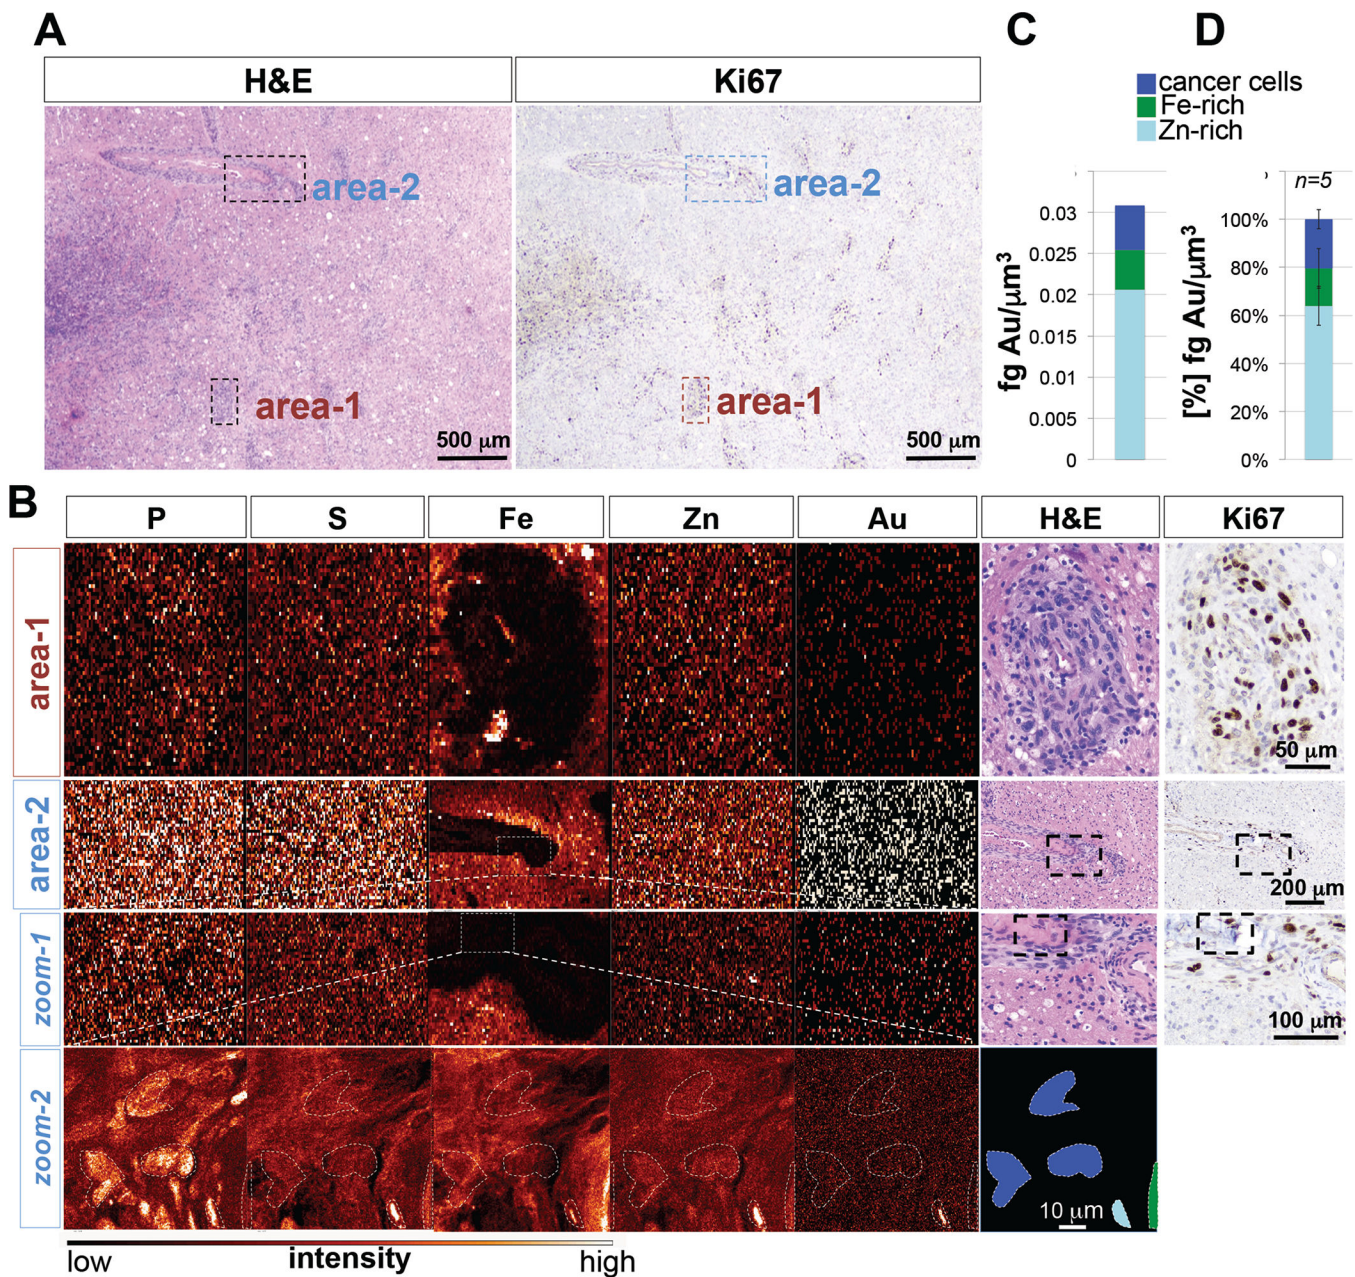 A
H&E
Ki67
area-2
area-2
area-1
area-1
500 μm
500 μm
C
D
cancer cells
Fe-rich
Zn-rich
fg Au/μm³
0.03
0.025
0.02
0.015
0.01
0.005
0
[%] fg Au/μm³
n=5
100%
80%
60%
40%
20%
0%
B
P
S
Fe
Zn
Au
H&E
Ki67
area-1
50 μm
area-2
200 μm
zoom-1
100 μm
zoom-2
10 μm
low
intensity
high